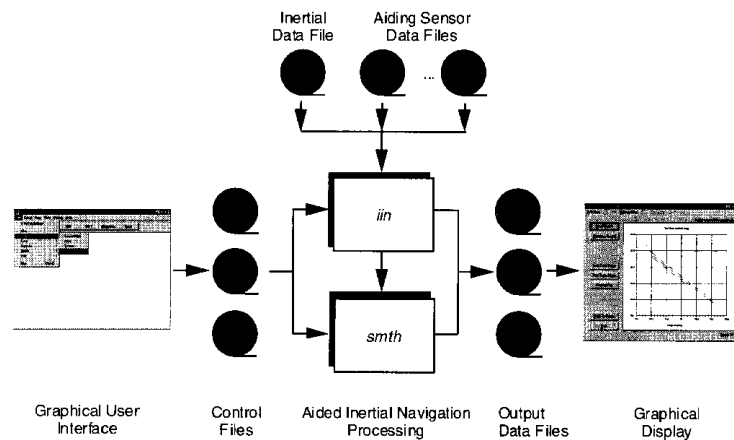 Inertial
Data File
Aiding Sensor
Data Files
...
iin
smth
Graphical User
Interface
Control
Files
Aided Inertial Navigation
Processing
Output
Data Files
Graphical
Display